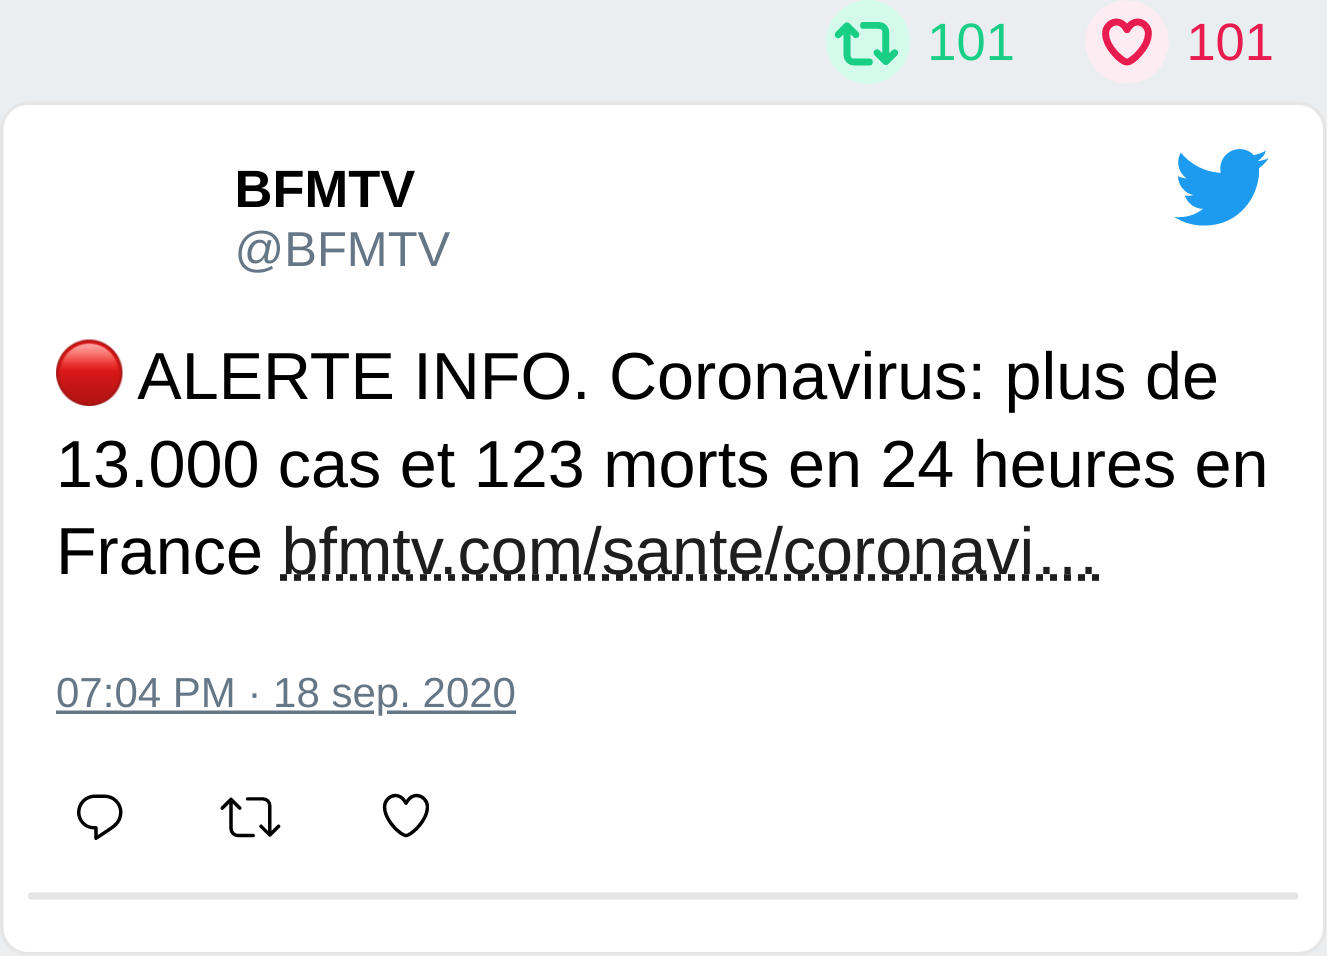 101 101
BFMTV
@BFMTV
🔴 ALERTE INFO. Coronavirus: plus de
13.000 cas et 123 morts en 24 heures en
France bfmtv.com/sante/coronavi...
07:04 PM · 18 sep. 2020